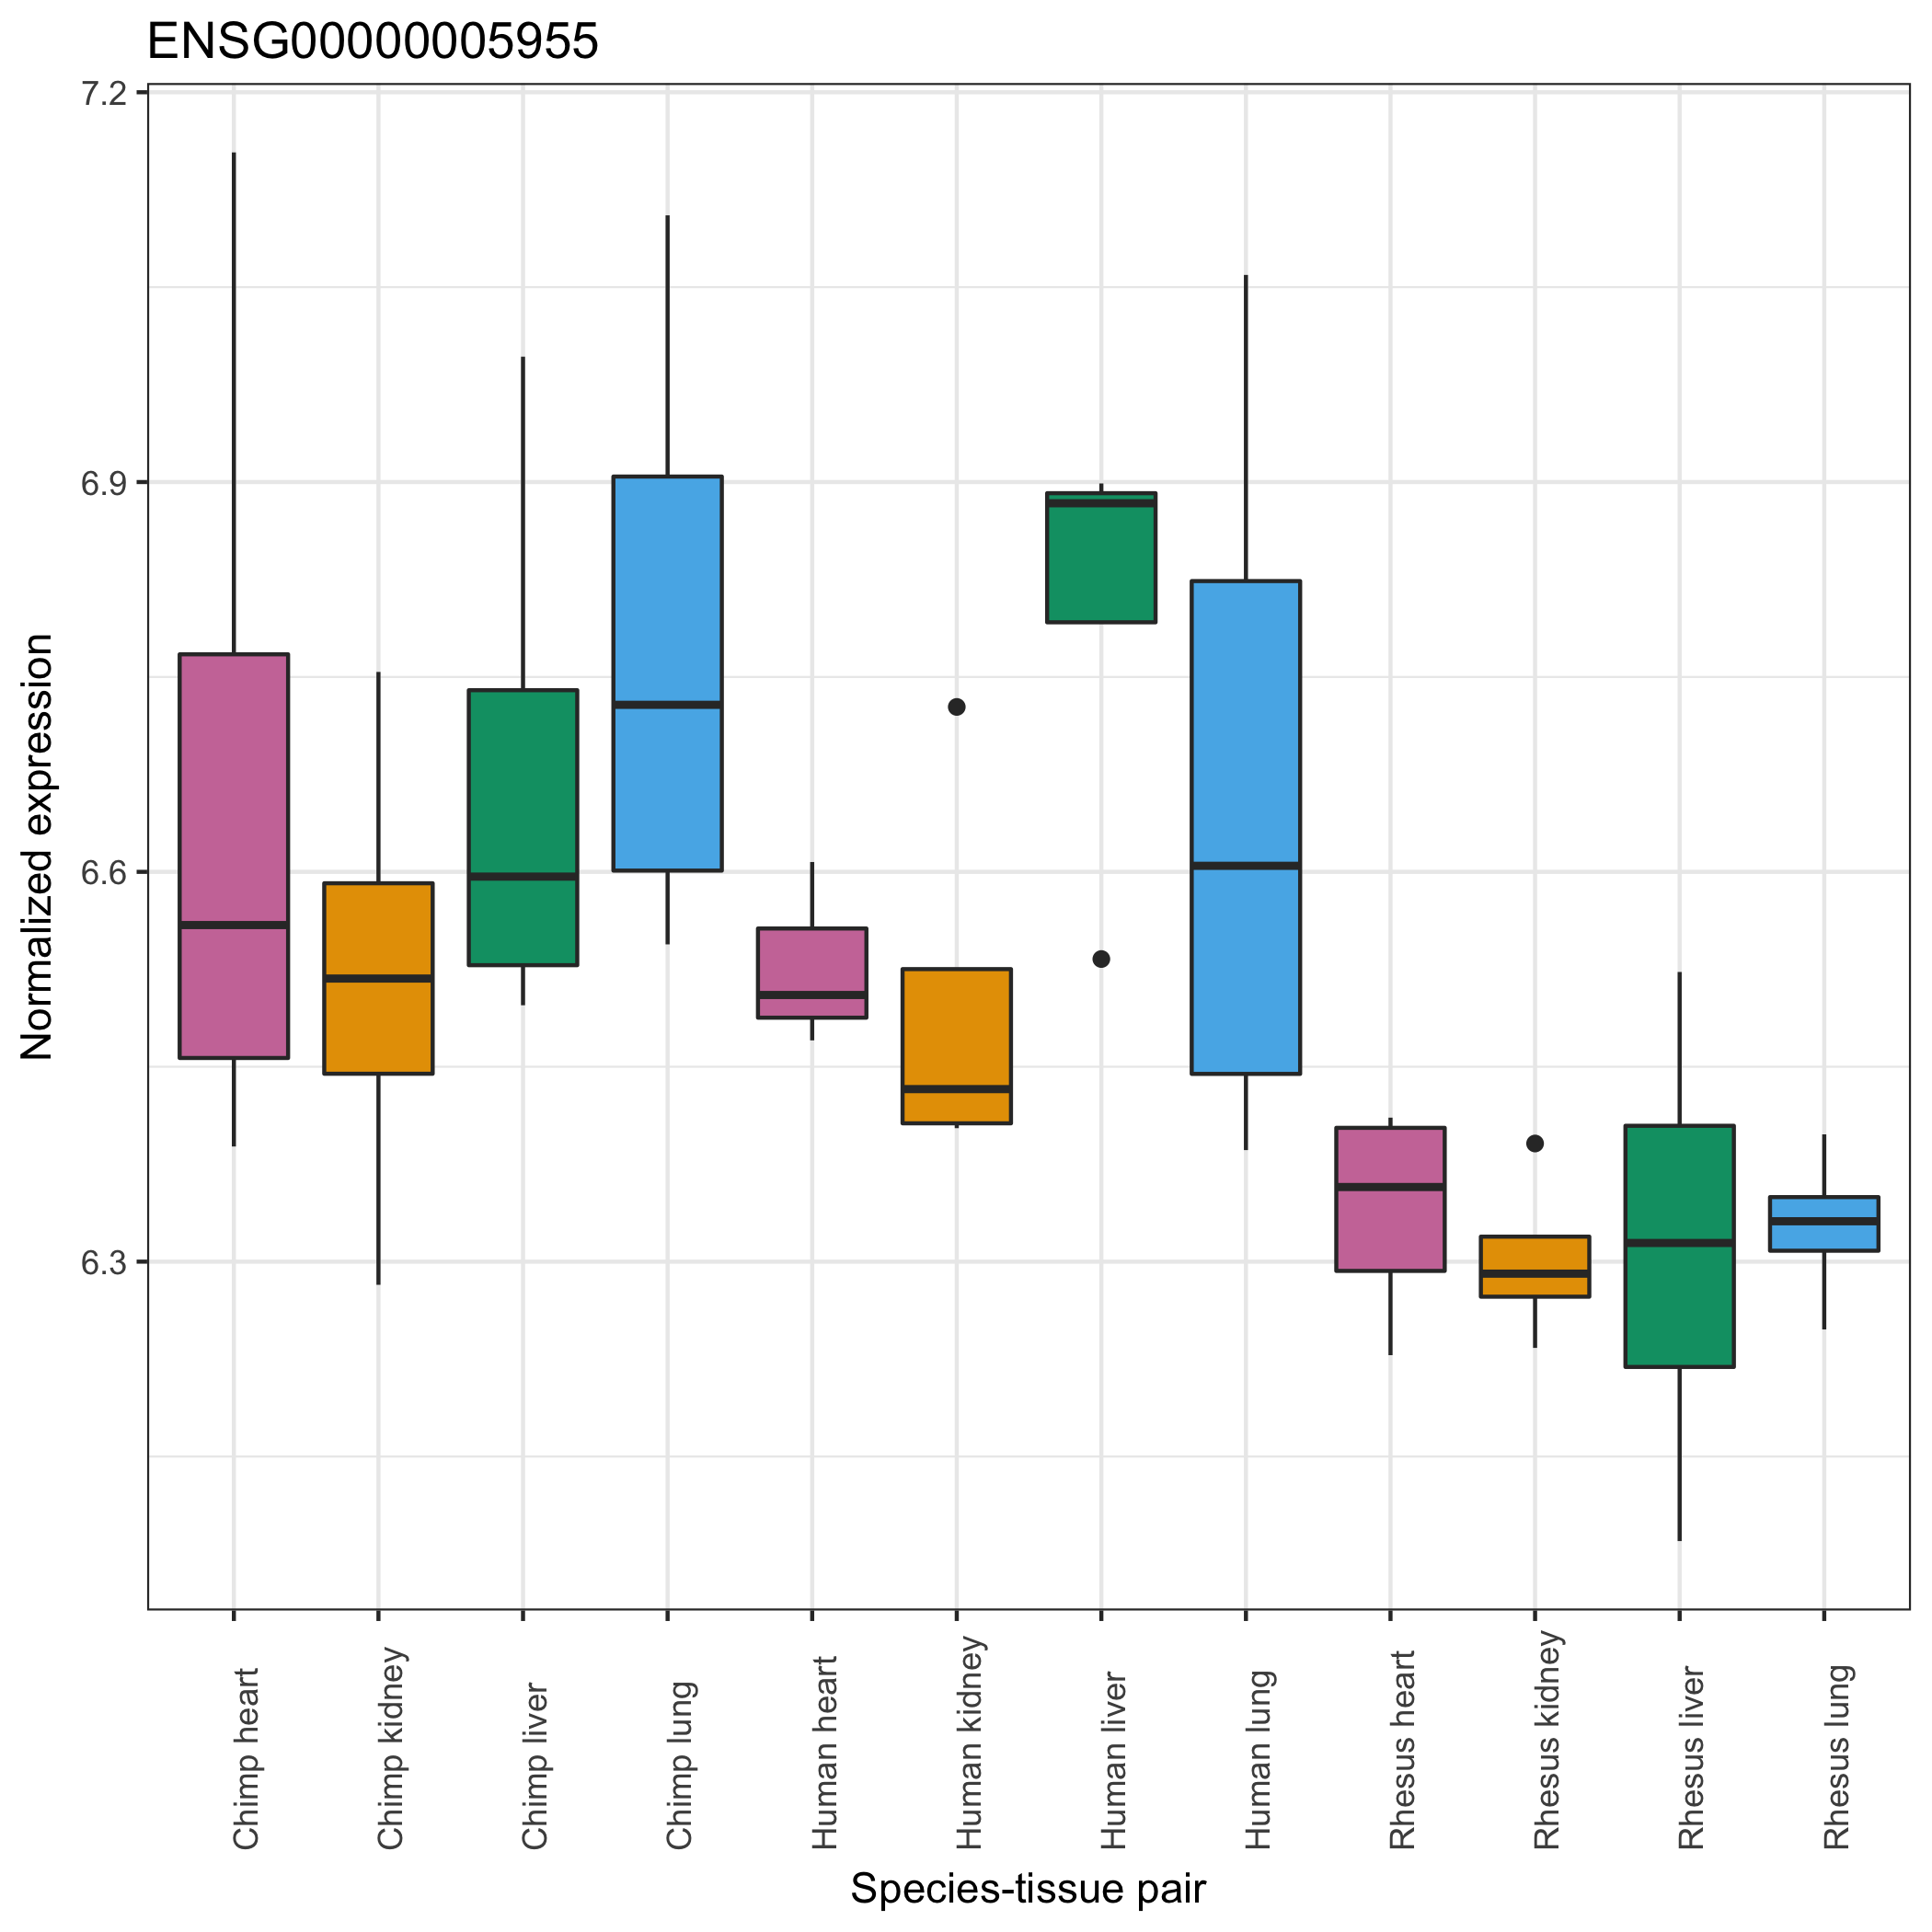 ENSG00000005955
7.2
6.9
6.6
6.3
Normalized expression
Chimp heart
Chimp kidney
Chimp liver
Chimp lung
Human heart
Human kidney
Human liver
Human lung
Rhesus heart
Rhesus kidney
Rhesus liver
Rhesus lung
Species-tissue pair